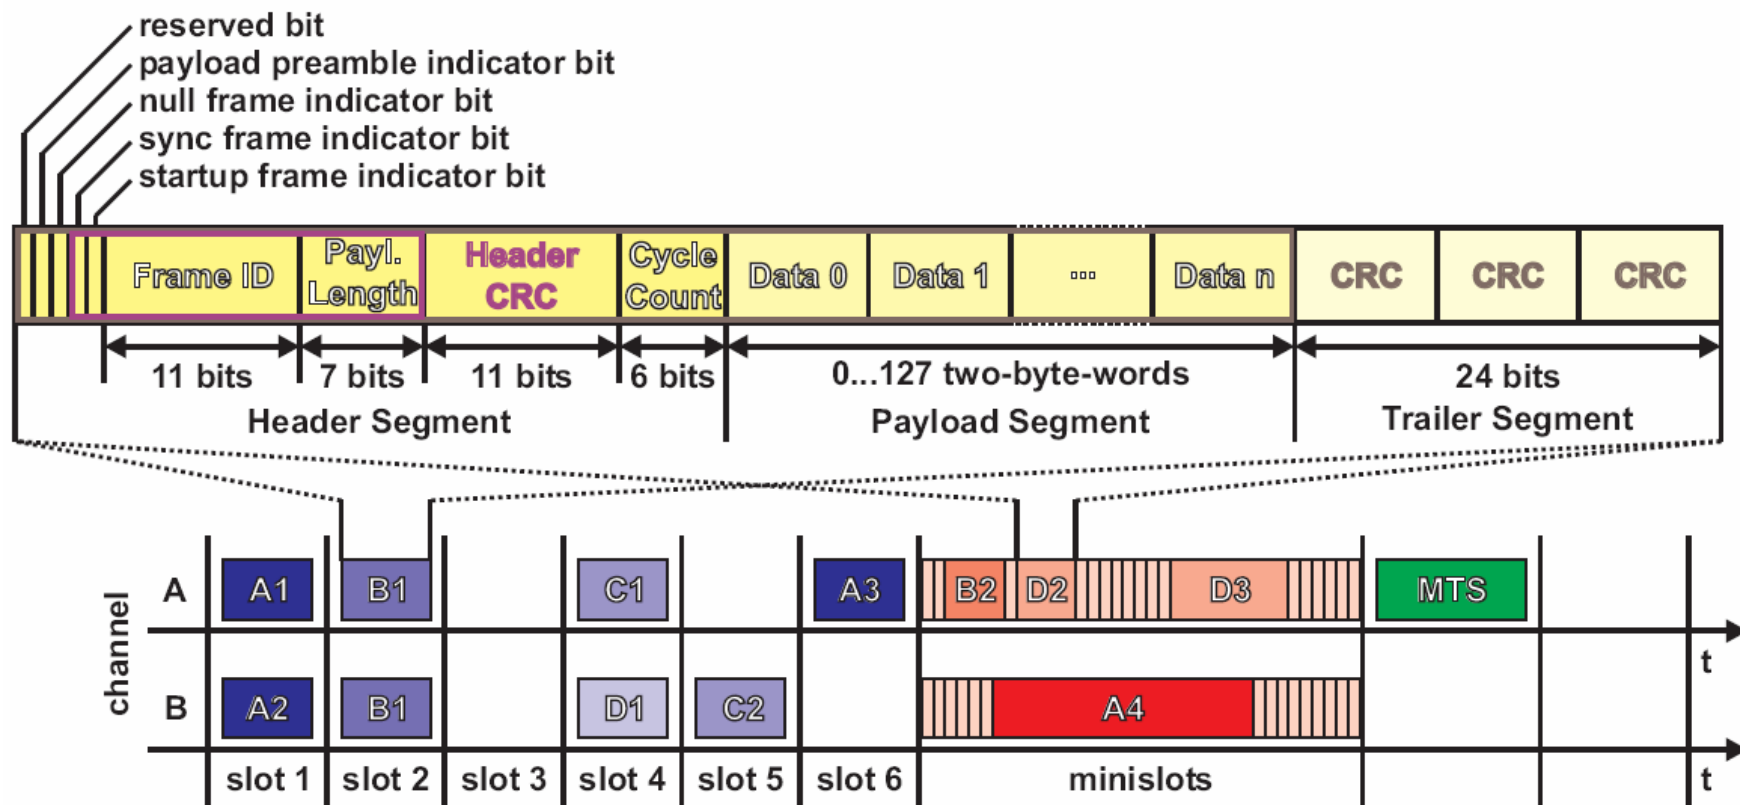 reserved bit
payload preamble indicator bit
null frame indicator bit
sync frame indicator bit
startup frame indicator bit
Frame ID
Payl.
Length
Header
CRC
Cycle
Count
Data 0
Data 1
...
Data n
CRC
CRC
CRC
11 bits
7 bits
11 bits
6 bits
0...127 two-byte-words
24 bits
Header Segment
Payload Segment
Trailer Segment
channel
A
A1
B1
C1
A3
B2
D2
D3
MTS
t
B
A2
B1
D1
C2
A4
slot 1
slot 2
slot 3
slot 4
slot 5
slot 6
minislots
t